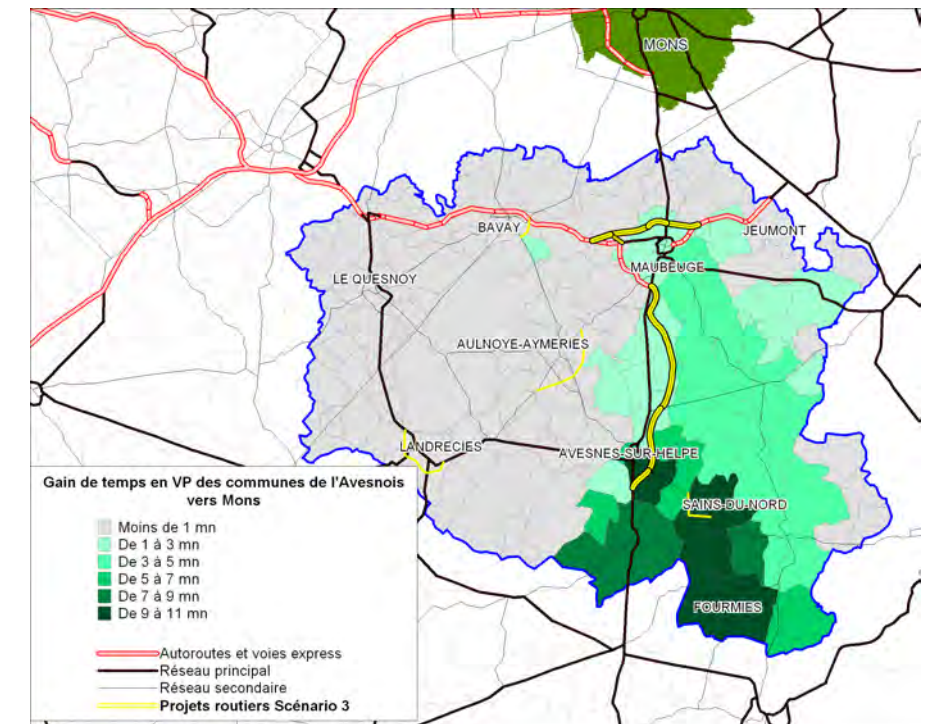 MONS
BAVAY
JEUMONT
MAUBEUGE
LE QUESNOY
AULNOYE-AYMERIES
LANDRECIES
AVESNES-SUR-HELPE
SAINS-DU-NORD
FOURMIES
Gain de temps en VP des communes de l'Avesnois
vers Mons
Moins de 1 mn
De 1 à 3 mn
De 3 à 5 mn
De 5 à 7 mn
De 7 à 9 mn
De 9 à 11 mn
Autoroutes et voies express
Réseau principal
Réseau secondaire
Projets routiers Scénario 3